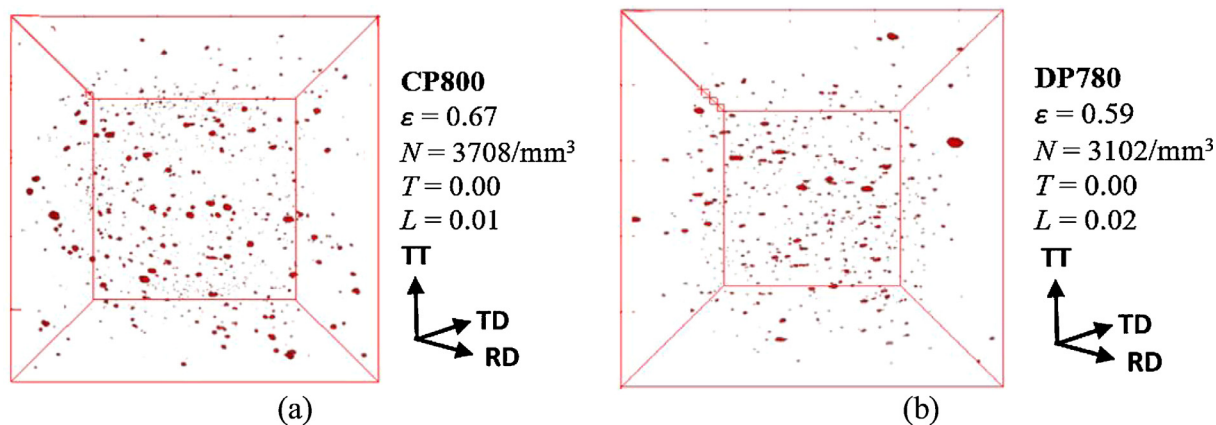 CP800
ε = 0.67
N = 3708/mm³
T = 0.00
L = 0.01
TT
TD
RD
(a)
DP780
ε = 0.59
N = 3102/mm³
T = 0.00
L = 0.02
TT
TD
RD
(b)